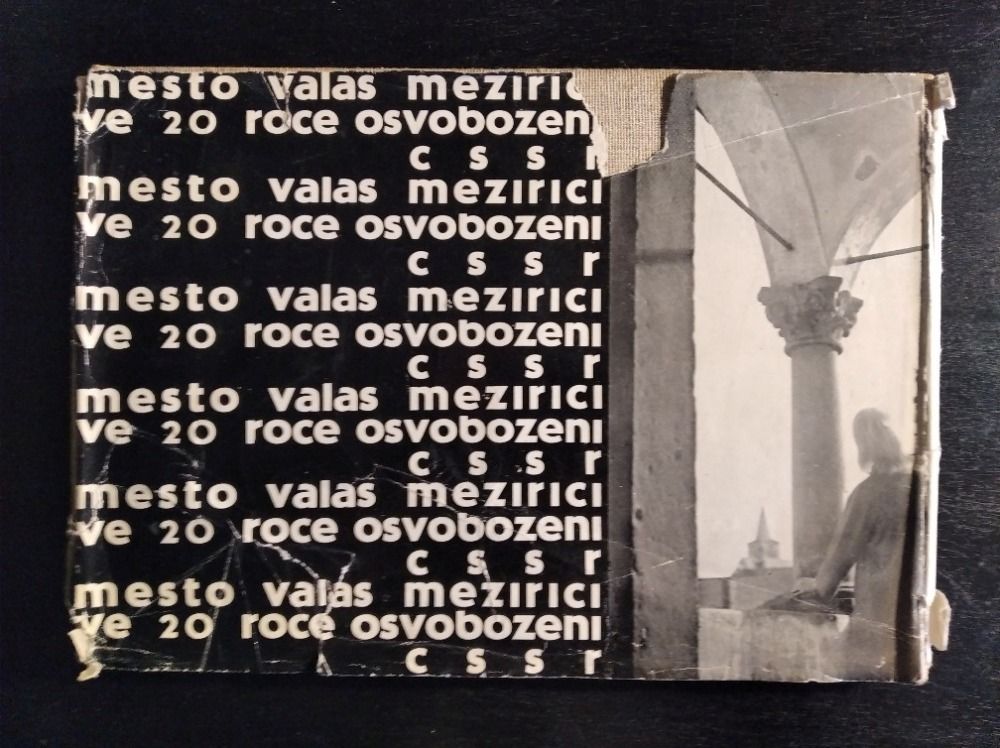 mesto valas meziric
ve 20 roce osvobozen
c s s r
mesto valas mezirici
ve 20 roce osvobozeni
c s s r
mesto valas mezirici
ve 20 roce osvobozeni
c s s r
mesto valas mezirici
ve 20 roce osvobozeni
c s s r
mesto valas mezirici
ve 20 roce osvobozeni
c s s r
mesto valas mezirici
ve 20 roce osvobozeni
c s s r